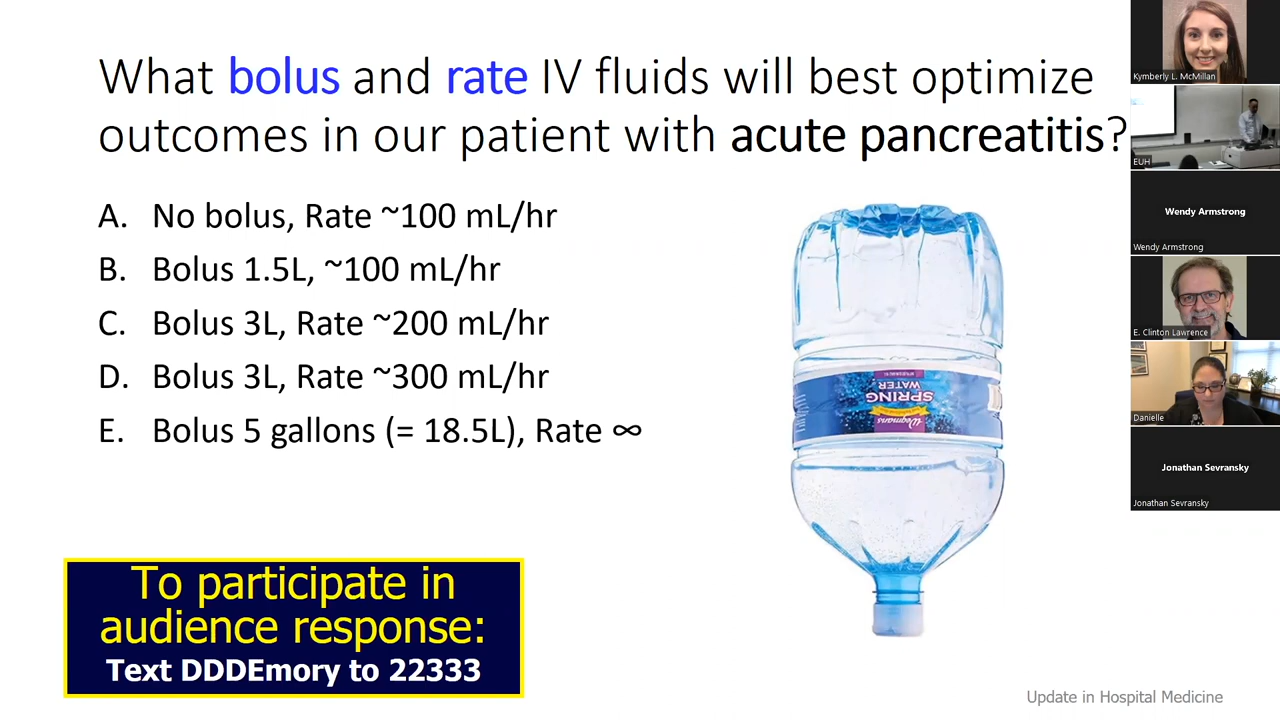 What bolus and rate IV fluids will best optimize
outcomes in our patient with acute pancreatitis?
A. No bolus, Rate ~100 mL/hr
B. Bolus 1.5L, ~100 mL/hr
C. Bolus 3L, Rate ~200 mL/hr
D. Bolus 3L, Rate ~300 mL/hr
E. Bolus 5 gallons (= 18.5L), Rate ∞
SPRING
WATER
Wegmans
To participate in
audience response:
Text DDDEmory to 22333
Update in Hospital Medicine
Kymberly L. McMillan
EUH
Wendy Armstrong
Wendy Armstrong
E. Clinton Lawrence
Danielle
Jonathan Sevransky
Jonathan Sevransky